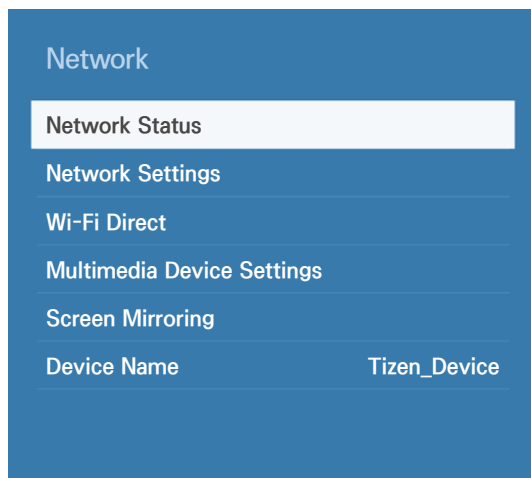 Network
Network Status
Network Settings
Wi-Fi Direct
Multimedia Device Settings
Screen Mirroring
Device Name Tizen_Device